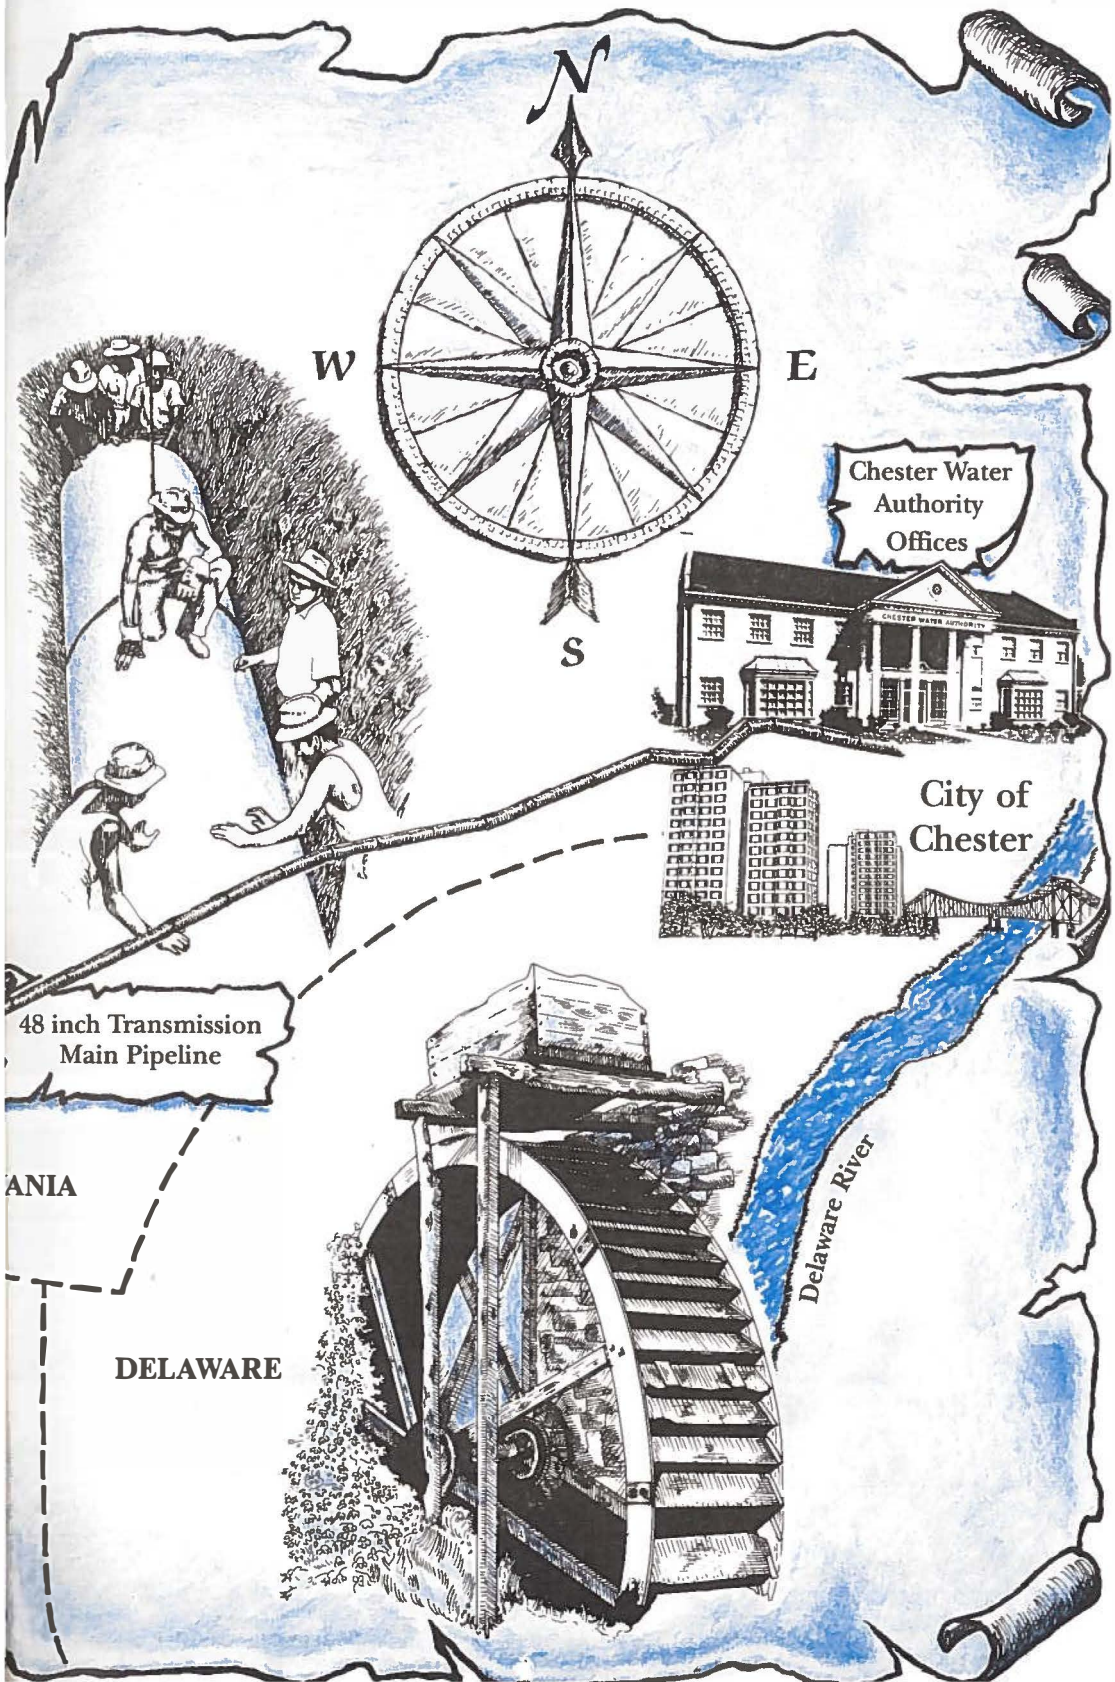 N
W
E
S
Chester Water
Authority
Offices
CHESTER WATER AUTHORITY
City of
Chester
48 inch Transmission
Main Pipeline
ANIA
DELAWARE
Delaware River